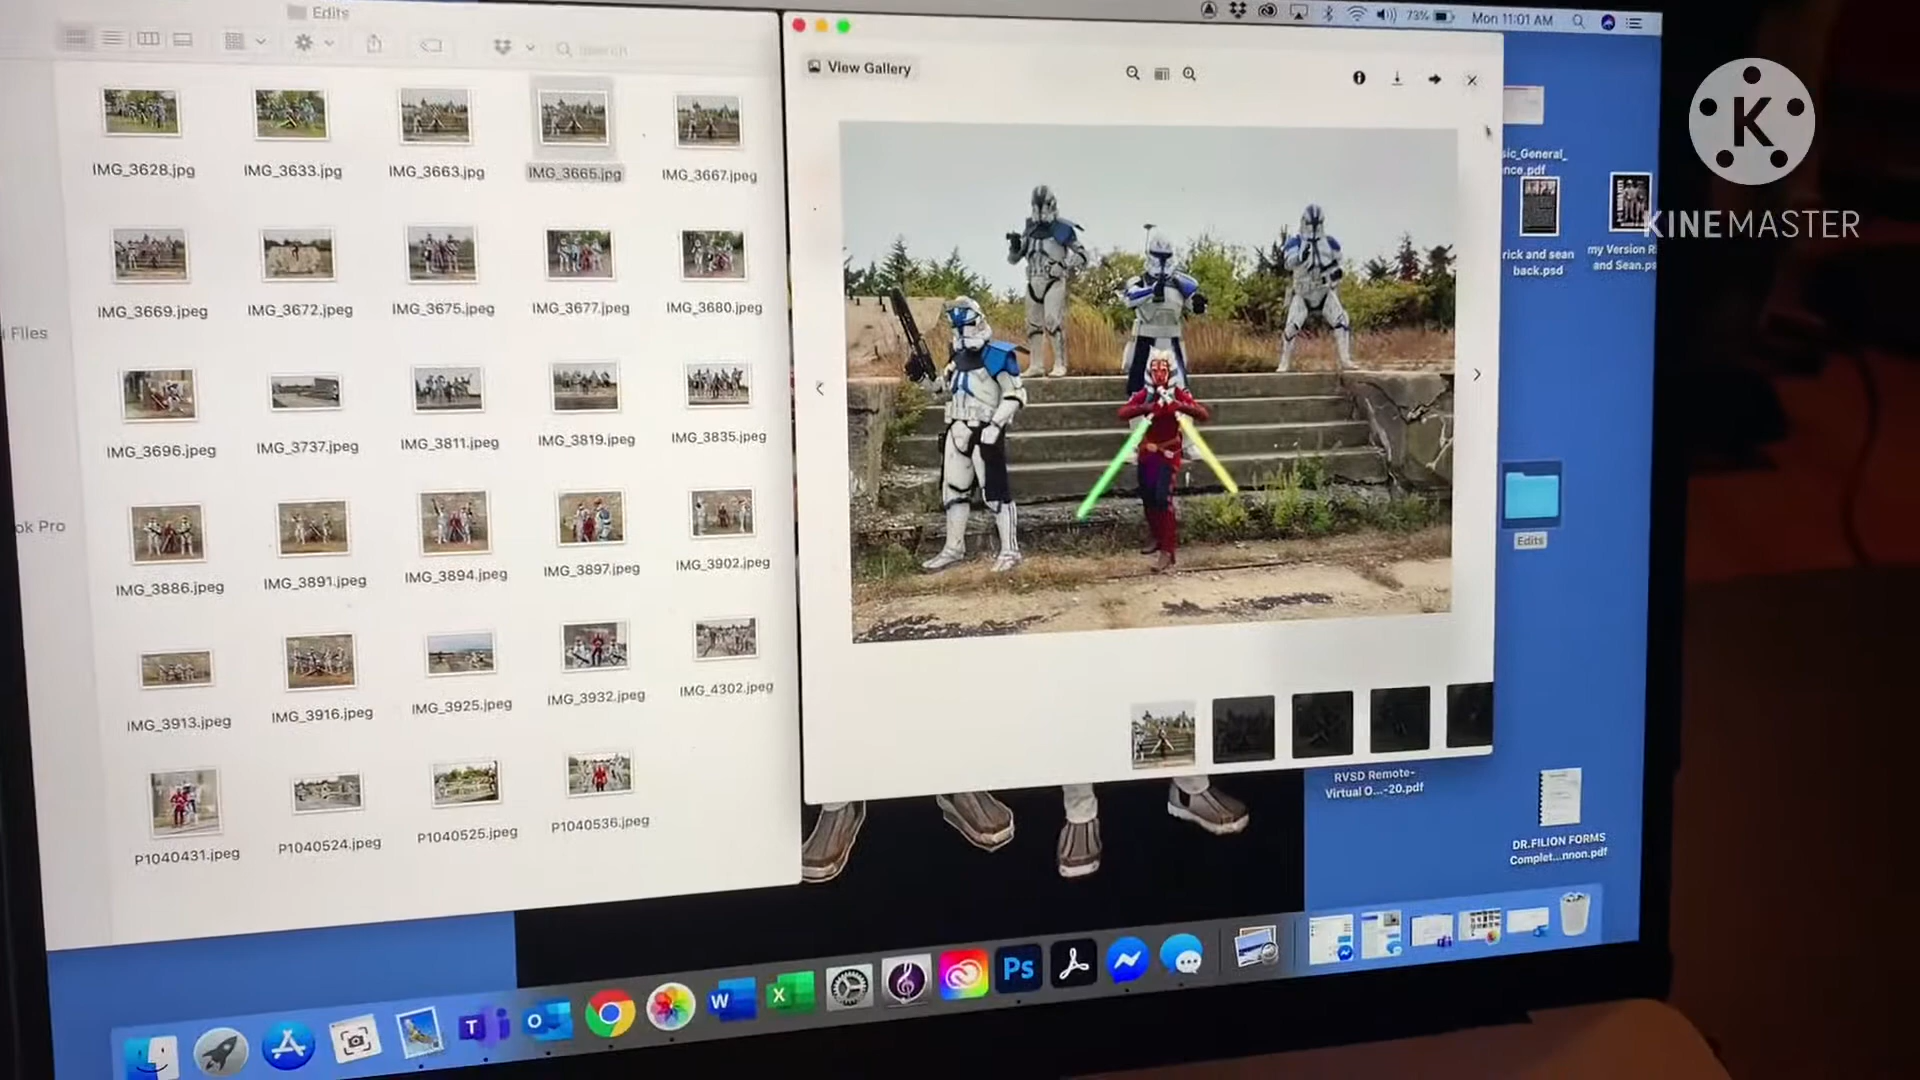 Edits
73%
Mon 11:01 AM
View Gallery
IMG_3628.jpg
IMG_3633.jpg
IMG_3663.jpg
IMG_3665.jpg
IMG_3667.jpeg
IMG_3669.jpeg
IMG_3672.jpeg
IMG_3675.jpeg
IMG_3677.jpeg
IMG_3680.jpeg
Files
IMG_3696.jpeg
IMG_3737.jpeg
IMG_3811.jpeg
IMG_3819.jpeg
IMG_3835.jpeg
ok Pro
IMG_3886.jpeg
IMG_3891.jpeg
IMG_3894.jpeg
IMG_3897.jpeg
IMG_3902.jpeg
IMG_3913.jpeg
IMG_3916.jpeg
IMG_3925.jpeg
IMG_3932.jpeg
IMG_4302.jpeg
P1040431.jpeg
P1040524.jpeg
P1040525.jpeg
P1040536.jpeg
sic_General_
nce.pdf
rick and sean
back.psd
my Version R
and Sean.ps
K
KINEMASTER
Edits
RVSD Remote-
Virtual O...-20.pdf
DR.FILION FORMS
Complet...nnon.pdf
T
O
W
X
Ps